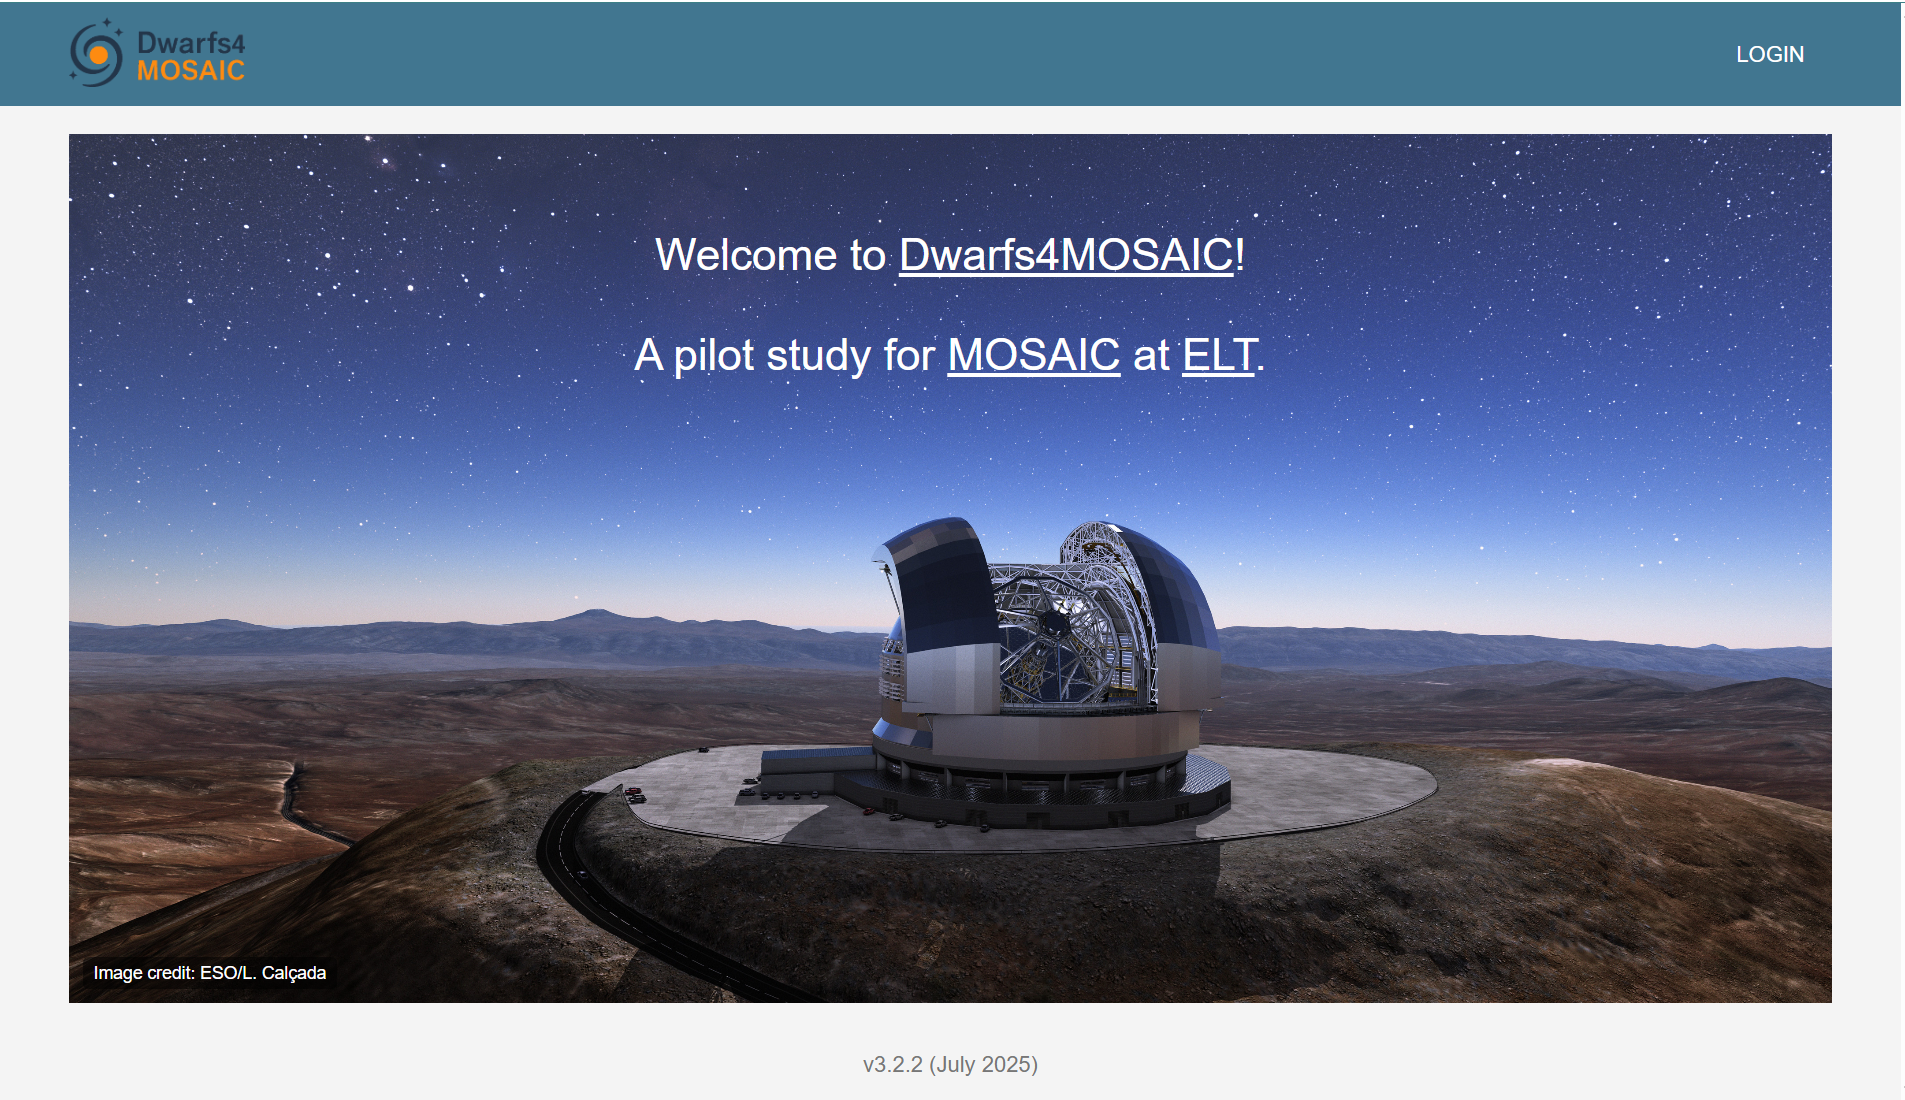 Dwarfs4
MOSAIC
LOGIN
Welcome to Dwarfs4MOSAIC!
A pilot study for MOSAIC at ELT.
Image credit: ESO/L. Calçada
v3.2.2 (July 2025)